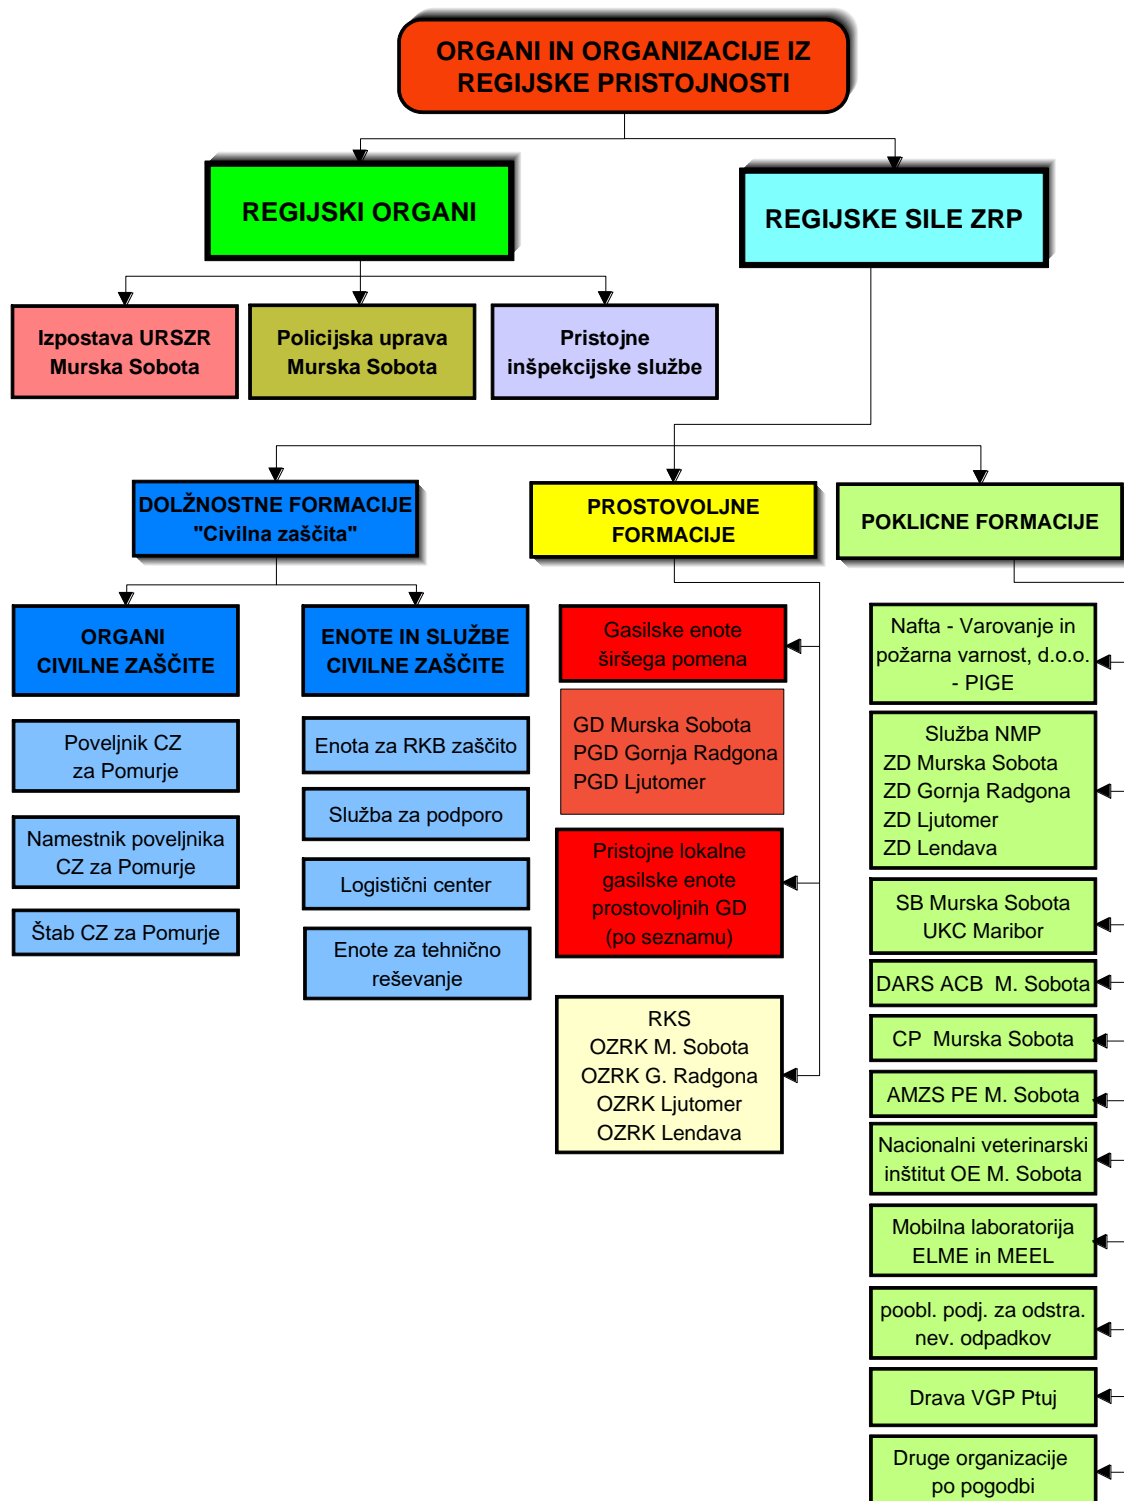 ORGANI IN ORGANIZACIJE IZ
REGIJSKE PRISTOJNOSTI
REGIJSKI ORGANI
REGIJSKE SILE ZRP
Izpostava URSZR
Murska Sobota
Policijska uprava
Murska Sobota
Pristojne
inšpekcijske službe
DOLŽNOSTNE FORMACIJE
"Civilna zaščita"
PROSTOVOLJNE
FORMACIJE
POKLICNE FORMACIJE
ORGANI
CIVILNE ZAŠČITE
Poveljnik CZ
za Pomurje
Namestnik poveljnika
CZ za Pomurje
Štab CZ za Pomurje
ENOTE IN SLUŽBE
CIVILNE ZAŠČITE
Enota za RKB zaščito
Služba za podporo
Logistični center
Enote za tehnično
reševanje
Gasilske enote
širšega pomena
GD Murska Sobota
PGD Gornja Radgona
PGD Ljutomer
Pristojne lokalne
gasilske enote
prostovoljnih GD
(po seznamu)
RKS
OZRK M. Sobota
OZRK G. Radgona
OZRK Ljutomer
OZRK Lendava
Nafta - Varovanje in
požarna varnost, d.o.o.
- PIGE
Služba NMP
ZD Murska Sobota
ZD Gornja Radgona
ZD Ljutomer
ZD Lendava
SB Murska Sobota
UKC Maribor
DARS ACB M. Sobota
CP Murska Sobota
AMZS PE M. Sobota
Nacionalni veterinarski
inštitut OE M. Sobota
Mobilna laboratorija
ELME in MEEL
poobl. podj. za odstra.
nev. odpadkov
Drava VGP Ptuj
Druge organizacije
po pogodbi